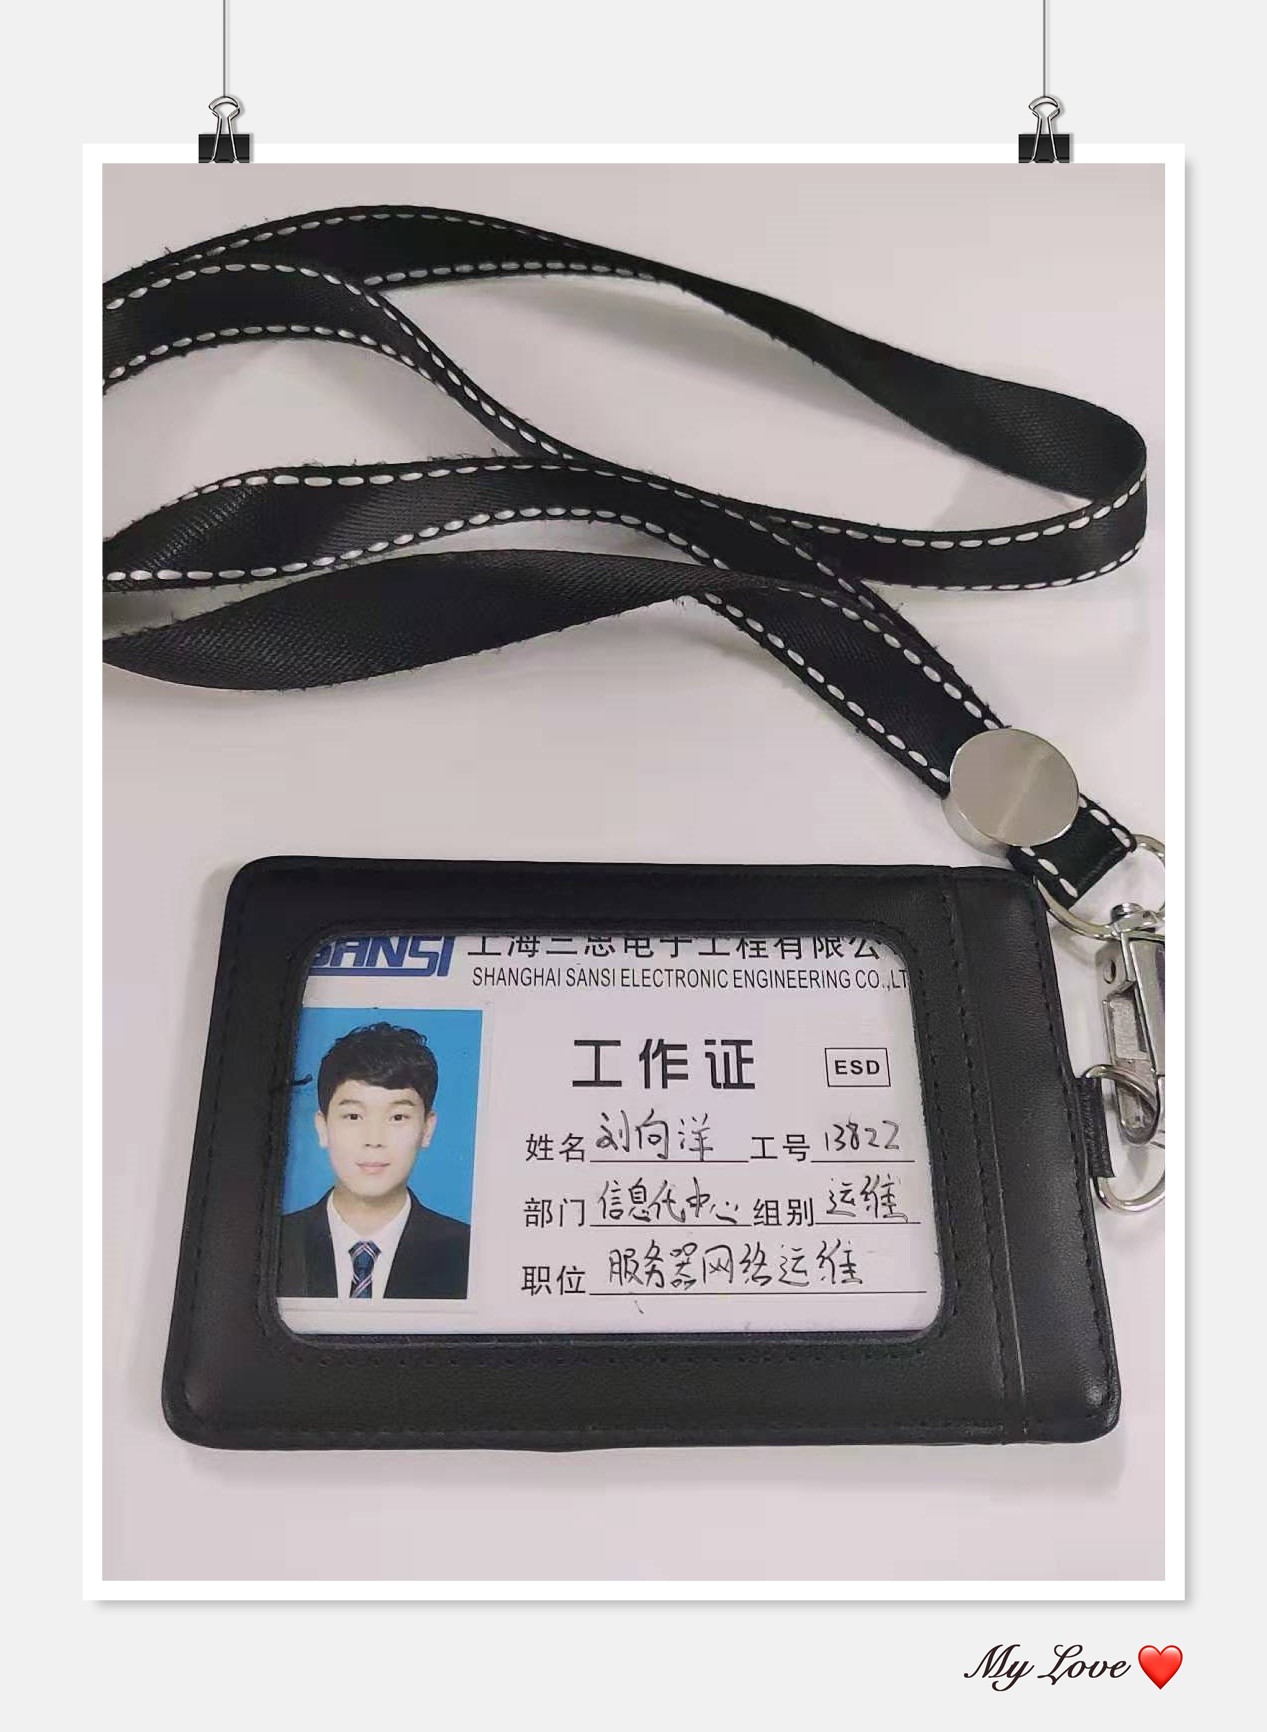 SANSI 上海三思电子工程有限公
SHANGHAI SANSI ELECTRONIC ENGINEERING CO.,LT
工作证 ESD
姓名 刘向洋 工号 13822
部门 信息化中心 组别 运维
职位 服务器网络运维
My Love ❤️